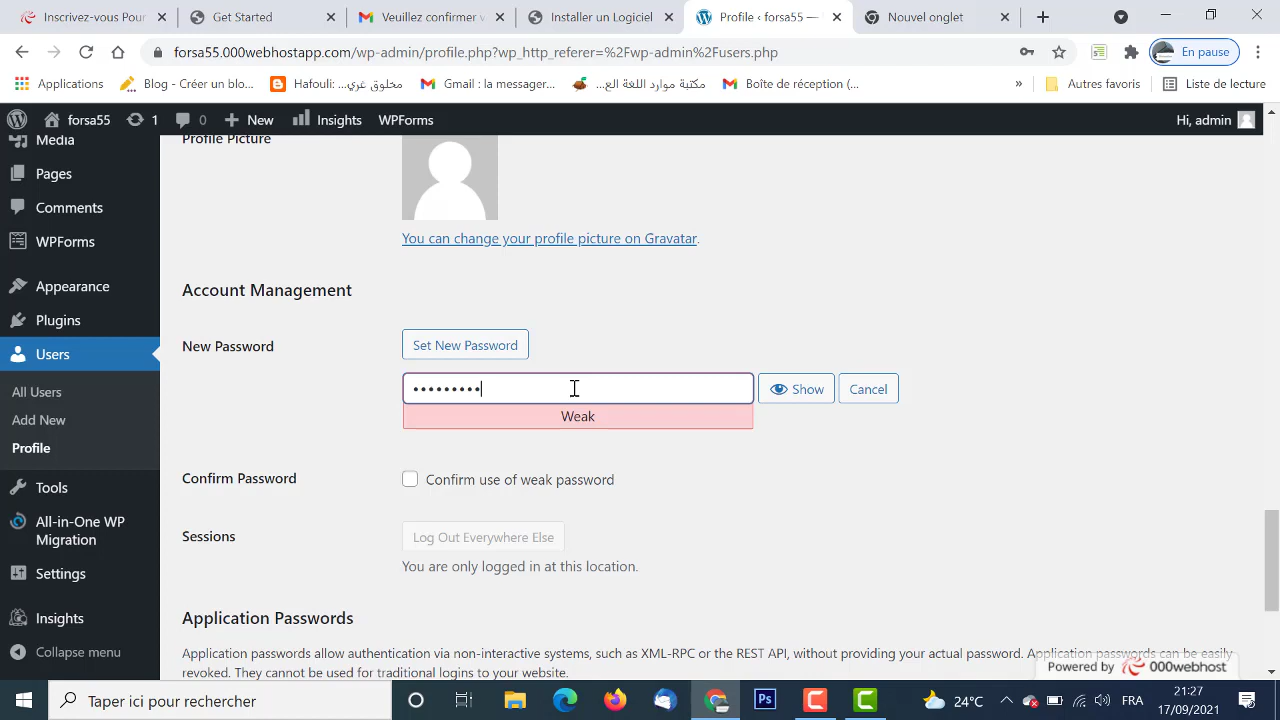 Inscrivez-vous Pour
Get Started
Veuillez confirmer v
Installer un Logiciel
Profile ‹ forsa55 —
Nouvel onglet
forsa55.000webhostapp.com/wp-admin/profile.php?wp_http_referer=%2Fwp-admin%2Fusers.php
En pause
Applications
Blog - Créer un blo...
Hafouli: مخلوق غري...
Gmail : la messager...
مكتبة موارد اللغة الع...
Boîte de réception (...
»
Autres favoris
Liste de lecture
forsa55
1
0
New
Insights
WPForms
Hi, admin
Media
Pages
Comments
WPForms
Appearance
Plugins
Users
All Users
Add New
Profile
Tools
All-in-One WP
Migration
Settings
Insights
Collapse menu
Profile Picture
You can change your profile picture on Gravatar.
Account Management
New Password
Set New Password
•••••••••
Show
Cancel
Weak
Confirm Password
Confirm use of weak password
Sessions
Log Out Everywhere Else
You are only logged in at this location.
Application Passwords
Application passwords allow authentication via non-interactive systems, such as XML-RPC or the REST API, without providing your actual password. Application passwords can be easily
revoked. They cannot be used for traditional logins to your website.
Powered by 000webhost
Taper ici pour rechercher
Ps
24°C
FRA
21:27
17/09/2021